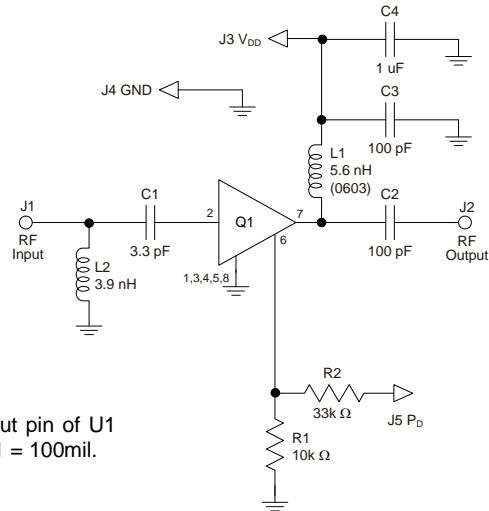 C4
J3 VDD
1 uF
J4 GND
C3
100 pF
L1
5.6 nH
(0603)
J1
C1
C2
J2
2
Q1
7
RF
Input
3.3 pF
6
100 pF
RF
Output
L2
3.9 nH
1,3,4,5,8
R2
33k Ω
J5 PD
R1
10k Ω
ut pin of U1
1 = 100mil.